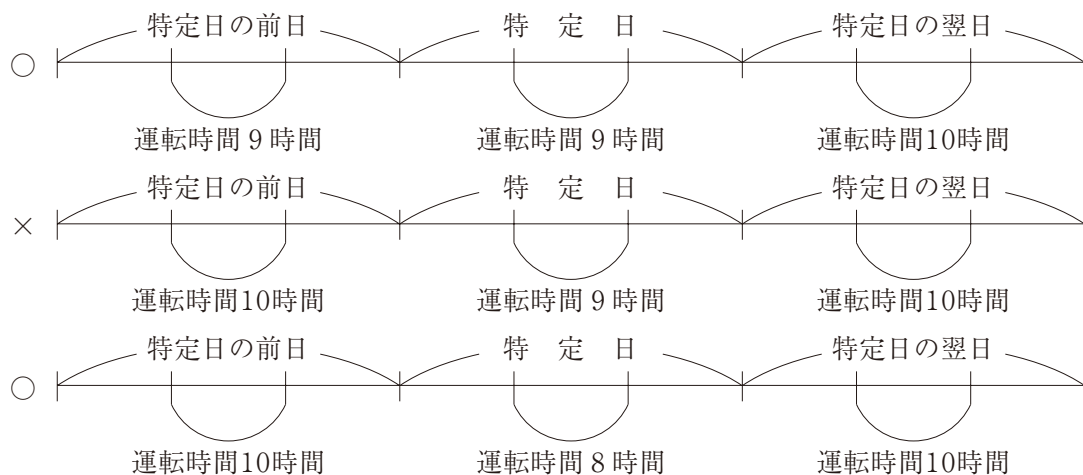 特定日の前日 特 定 日 特定日の翌日
○
運転時間9時間 運転時間9時間 運転時間10時間
特定日の前日 特 定 日 特定日の翌日
×
運転時間10時間 運転時間9時間 運転時間10時間
特定日の前日 特 定 日 特定日の翌日
○
運転時間10時間 運転時間8時間 運転時間10時間